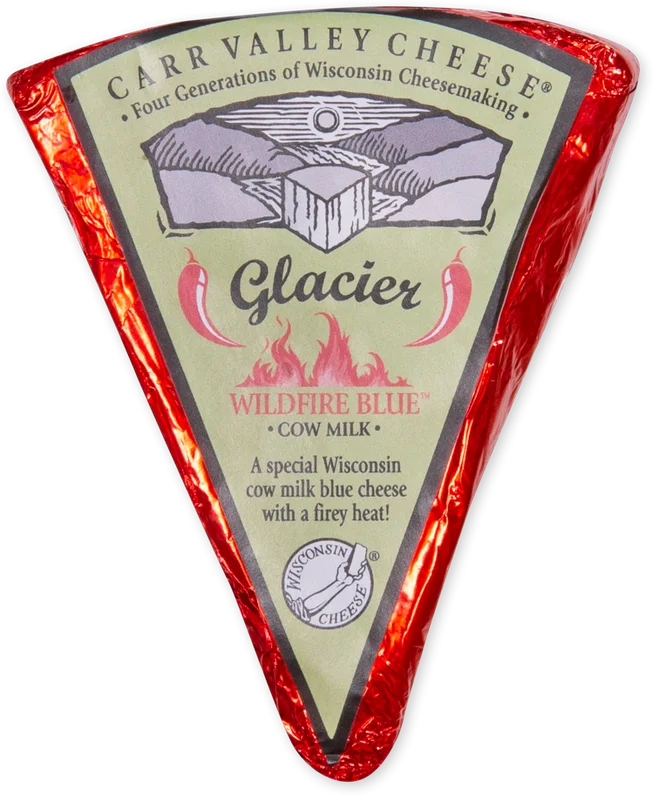 CARR VALLEY CHEESE®
• Four Generations of Wisconsin Cheesemaking •
Glacier
WILDFIRE BLUE™
• COW MILK •
A special Wisconsin
cow milk blue cheese
with a firey heat!
WISCONSIN ®
CHEESE